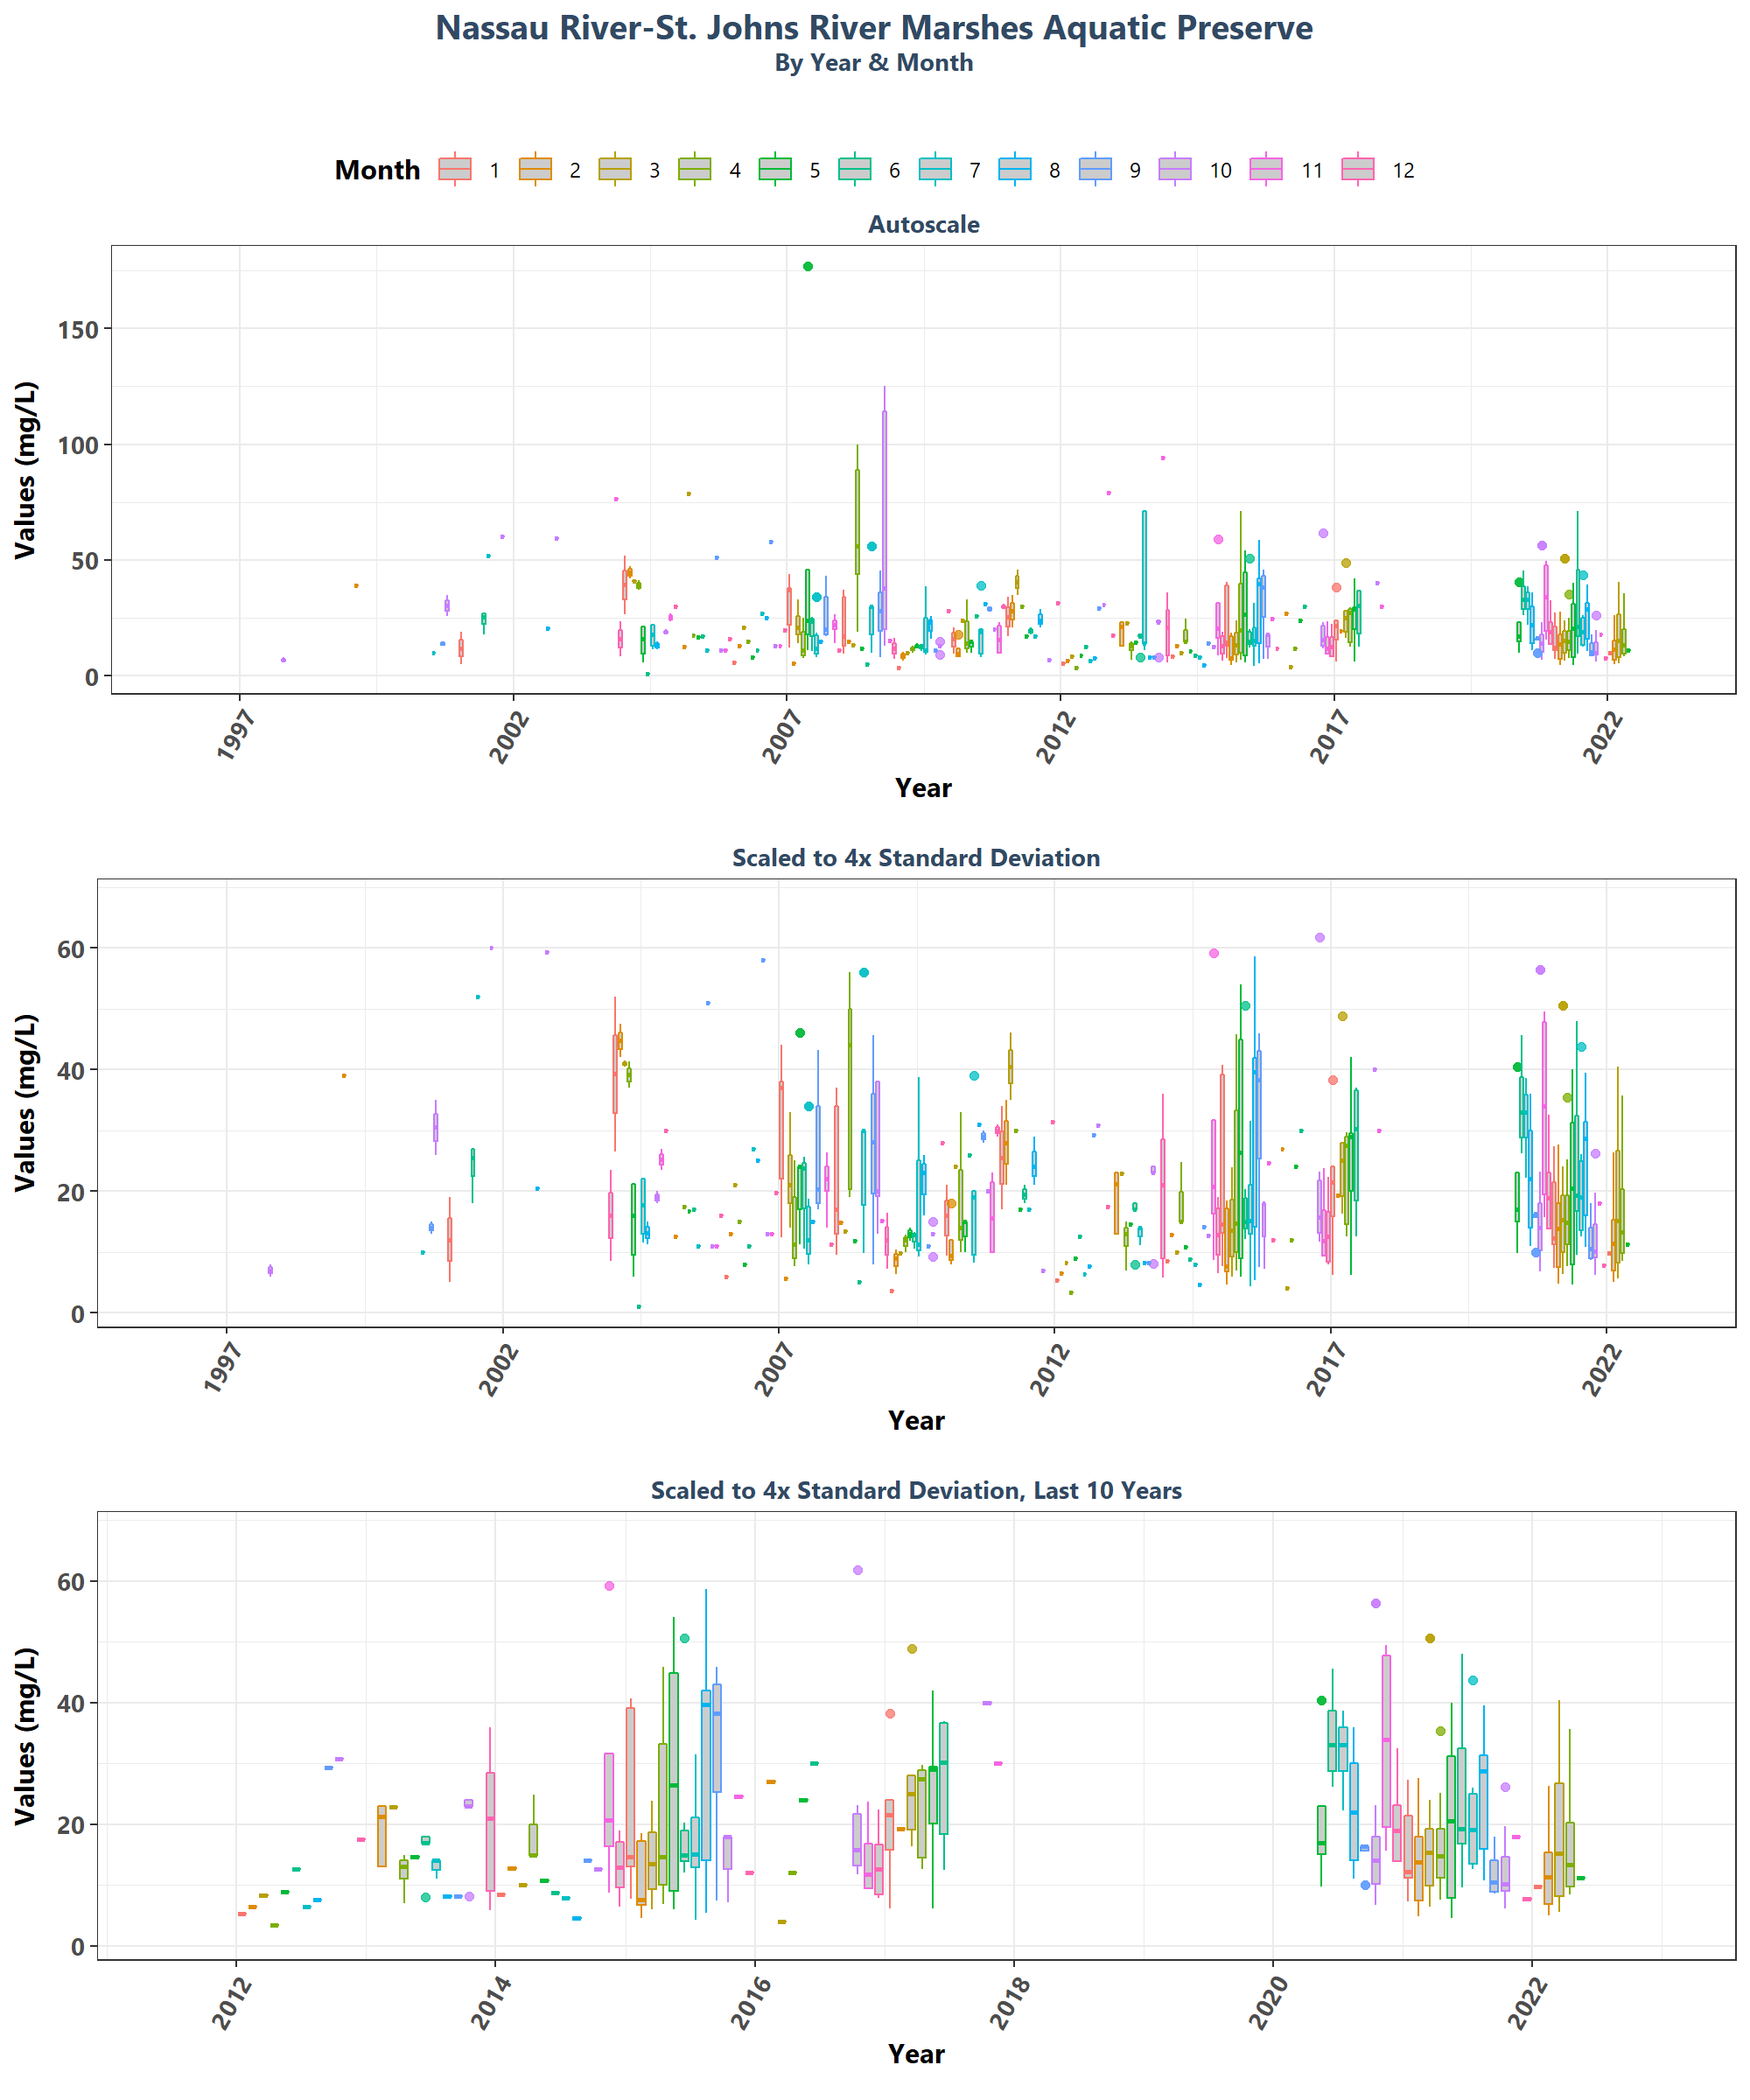 Nassau River-St. Johns River Marshes Aquatic Preserve
By Year & Month
Month 1 2 3 4 5 6 7 8 9 10 11 12
Autoscale
Values (mg/L)
150
100
50
0
1997 2002 2007 2012 2017 2022
Year
Scaled to 4x Standard Deviation
Values (mg/L)
60
40
20
0
1997 2002 2007 2012 2017 2022
Year
Scaled to 4x Standard Deviation, Last 10 Years
Values (mg/L)
60
40
20
0
2012 2014 2016 2018 2020 2022
Year